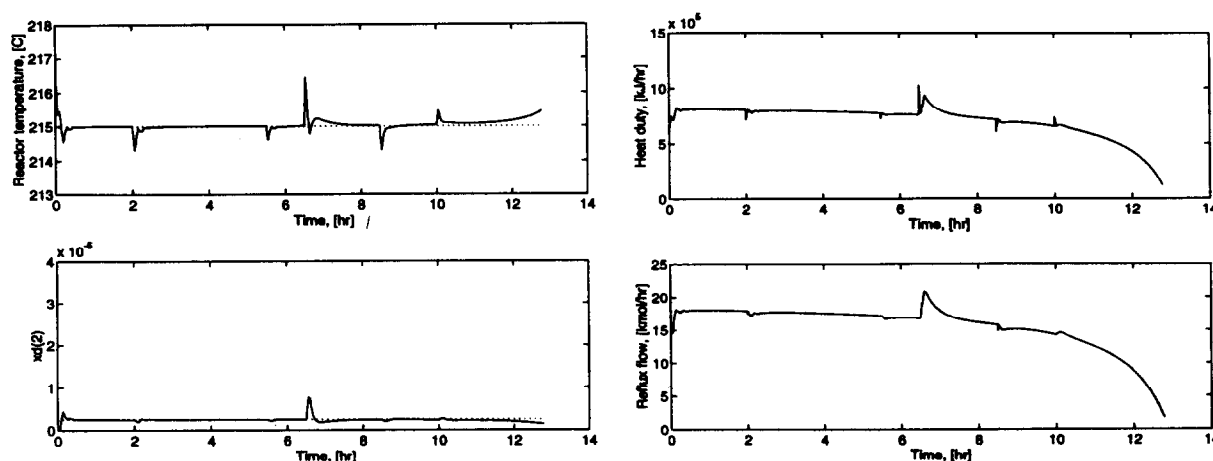 218
217
216
215
214
213
Reactor temperature, [C]
0 2 4 6 8 10 12 14
Time, [hr]
x 10⁵
15
10
5
0
Heat duty, [kJ/hr]
0 2 4 6 8 10 12 14
Time, [hr]
x 10⁻⁵
4
3
2
1
0
xd(2)
0 2 4 6 8 10 12 14
Time, [hr]
25
20
15
10
5
0
Reflux flow, [kmol/hr]
0 2 4 6 8 10 12 14
Time, [hr]